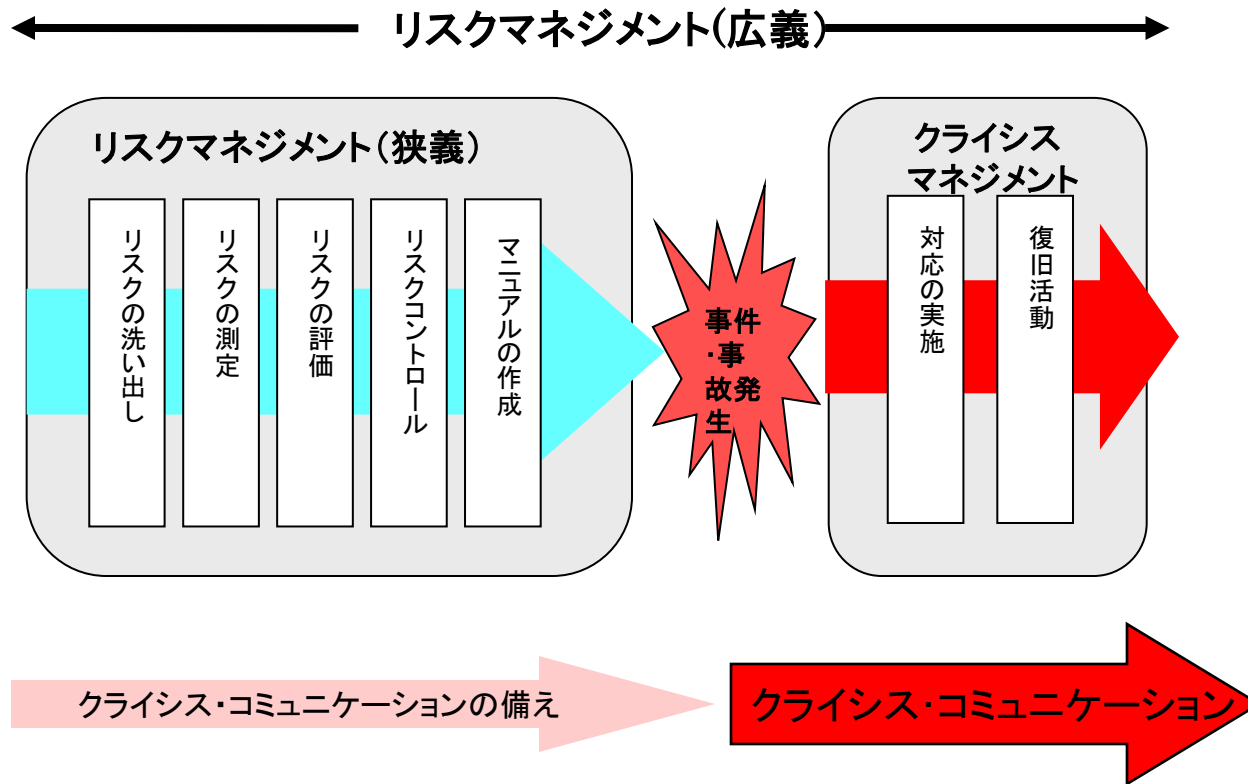 リスクマネジメント(広義)
リスクマネジメント(狭義)
リスクの洗い出し
リスクの測定
リスクの評価
リスクコントロール
マニュアルの作成
事件
・事
故発
生
クライシス
マネジメント
対応の実施
復旧活動
クライシス・コミュニケーションの備え
クライシス・コミュニケーション